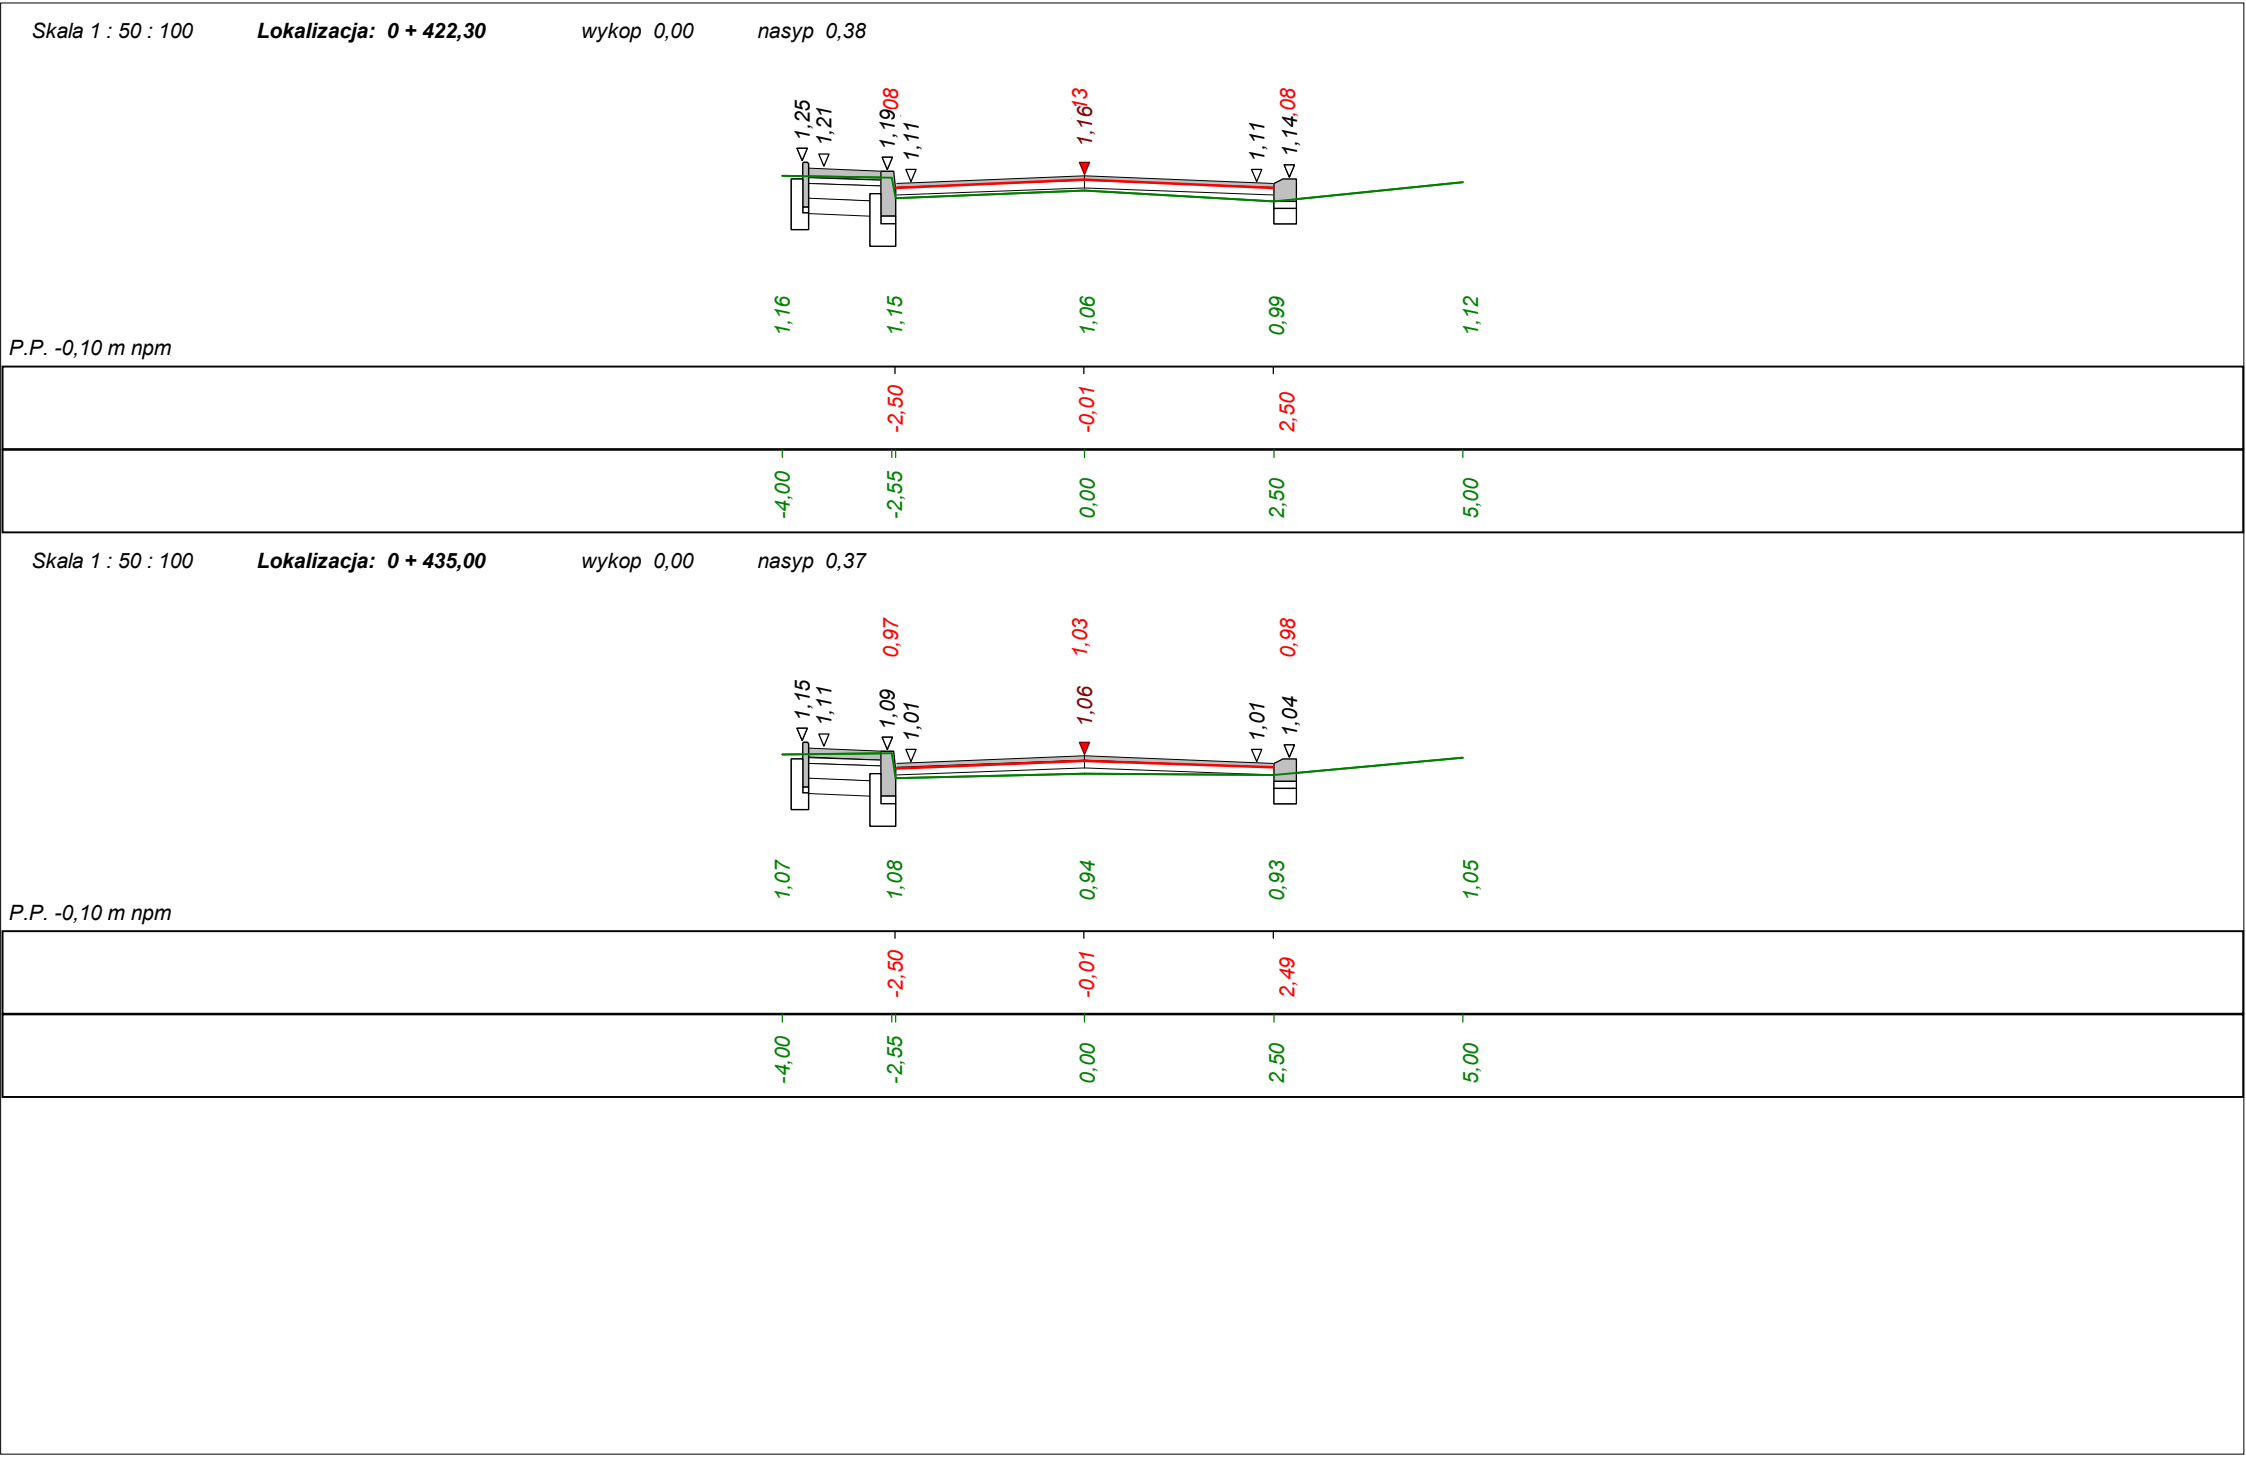 Skala 1 : 50 : 100 Lokalizacja: 0 + 422,30 wykop 0,00 nasyp 0,38
1,25 1,21 1,19 08 1,11 13 1,16 1,11 1,14 ,08
1,16 1,15 1,06 0,99 1,12
P.P. -0,10 m npm
-2,50 -0,01 2,50
-4,00 -2,55 0,00 2,50 5,00
Skala 1 : 50 : 100 Lokalizacja: 0 + 435,00 wykop 0,00 nasyp 0,37
0,97 1,03 0,98
1,15 1,11 1,09 1,01 1,06 1,01 1,04
1,07 1,08 0,94 0,93 1,05
P.P. -0,10 m npm
-2,50 -0,01 2,49
-4,00 -2,55 0,00 2,50 5,00